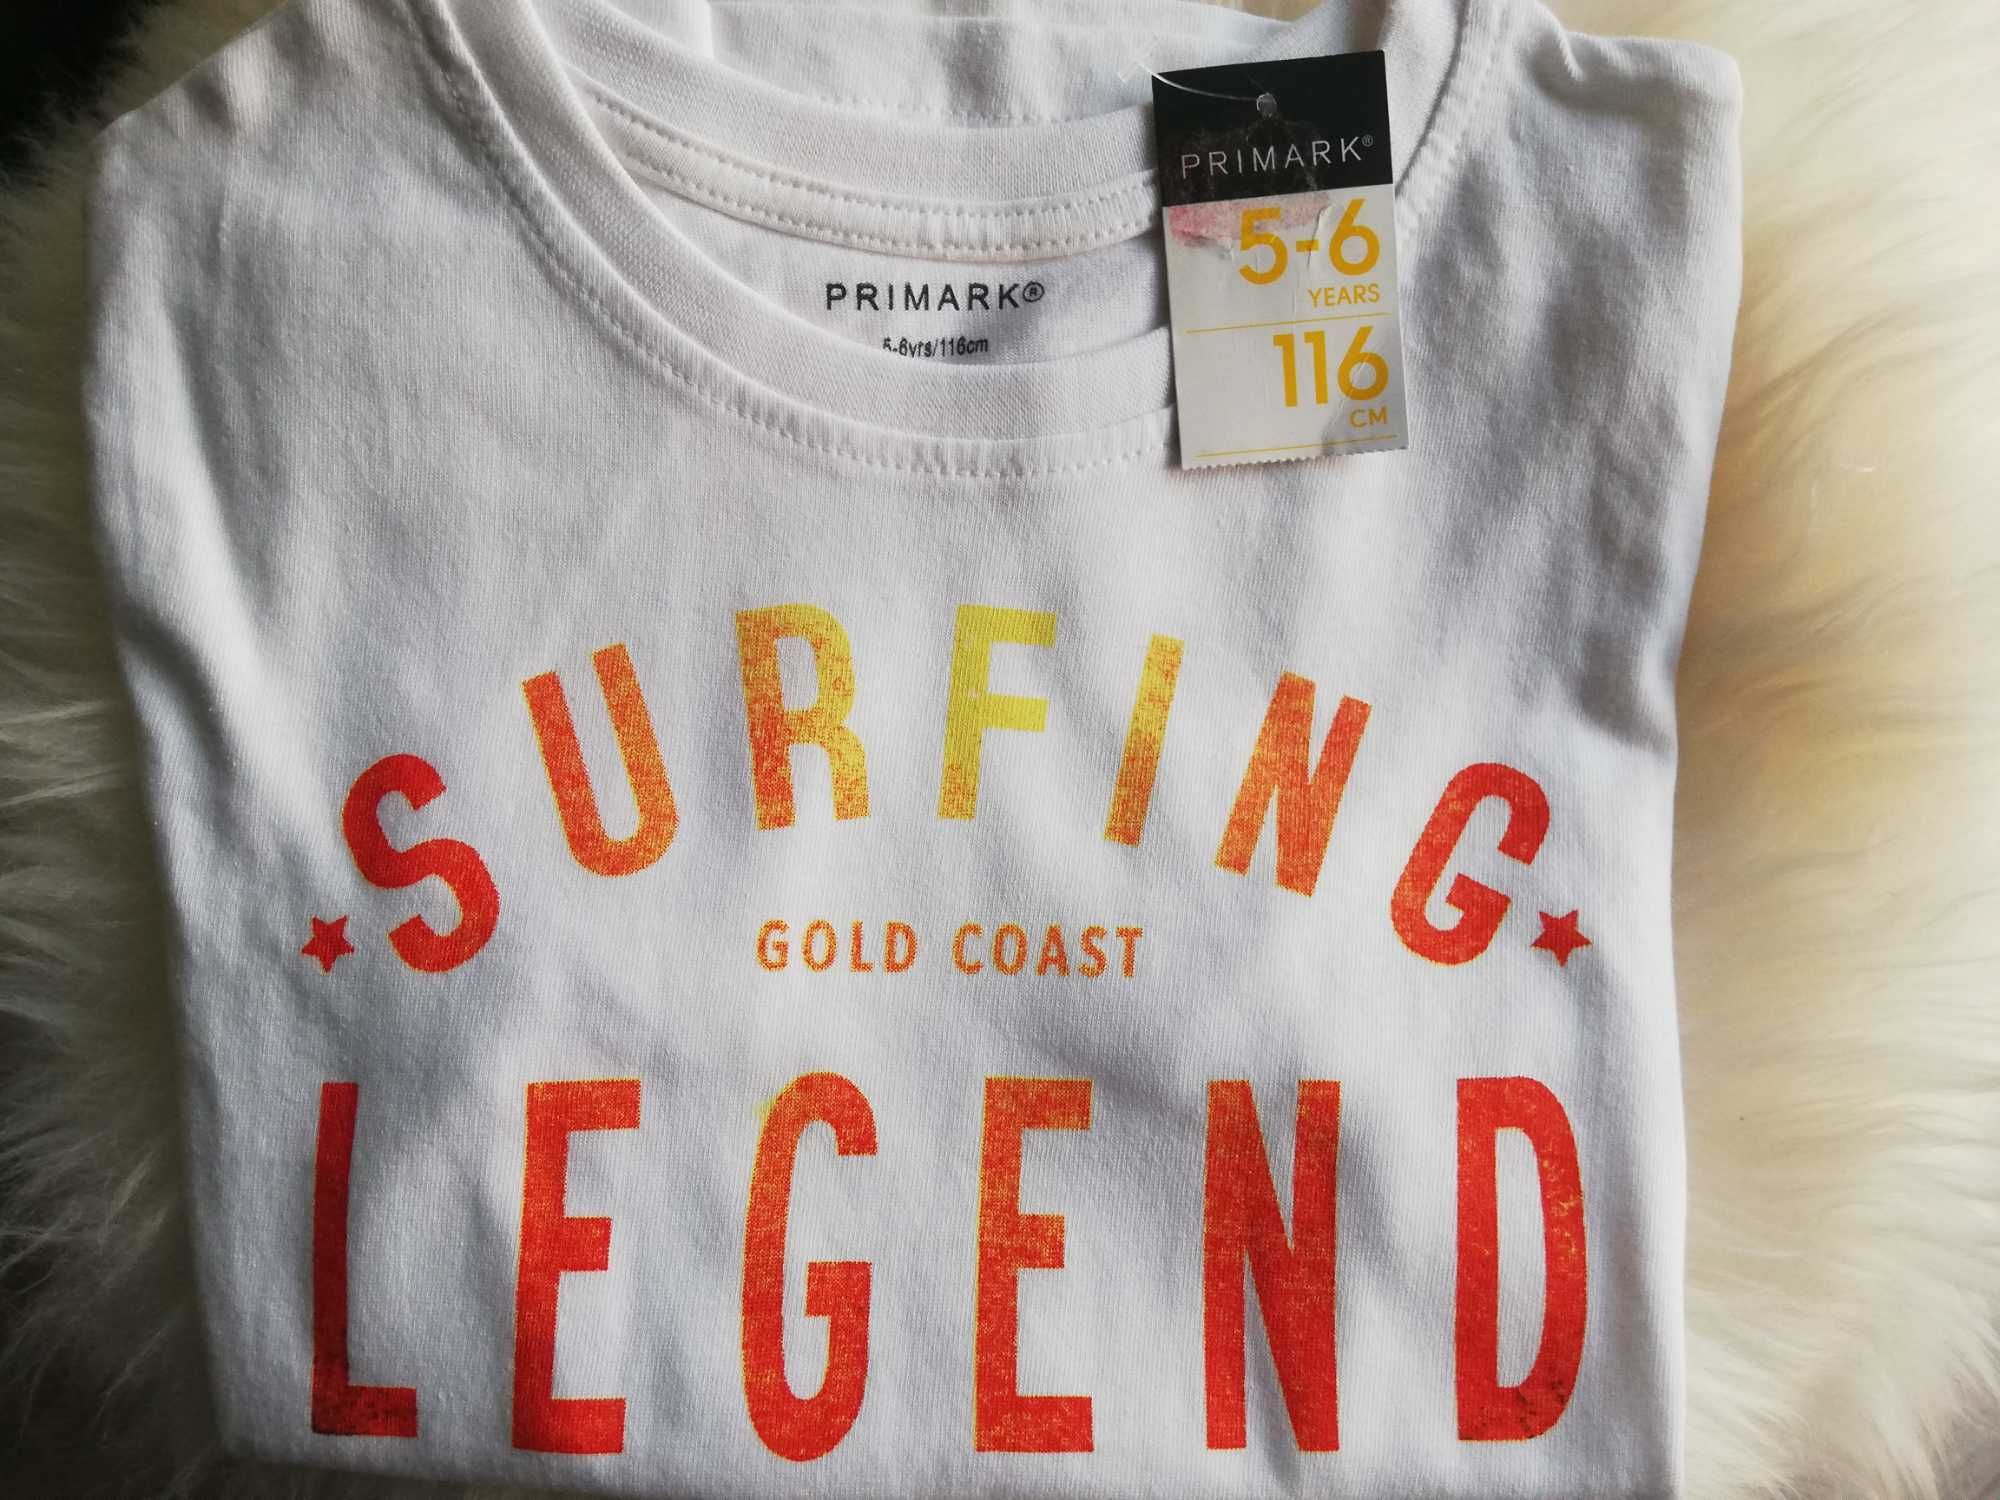 PRIMARK®
5-6
YEARS
116
CM
PRIMARK®
5-6yrs/116cm
SURFING
GOLD COAST
LEGEND